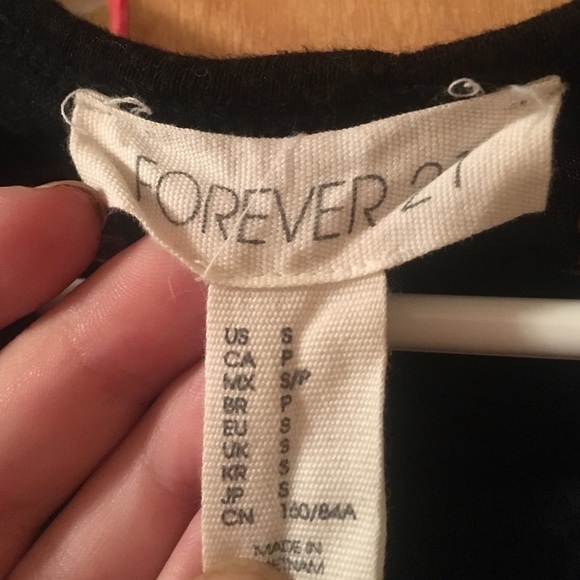 FOREVER 21
US S
CA P
MX S/P
BR P
EU S
UK S
KR S
JP S
CN 160/84A
MADE IN
VIETNAM